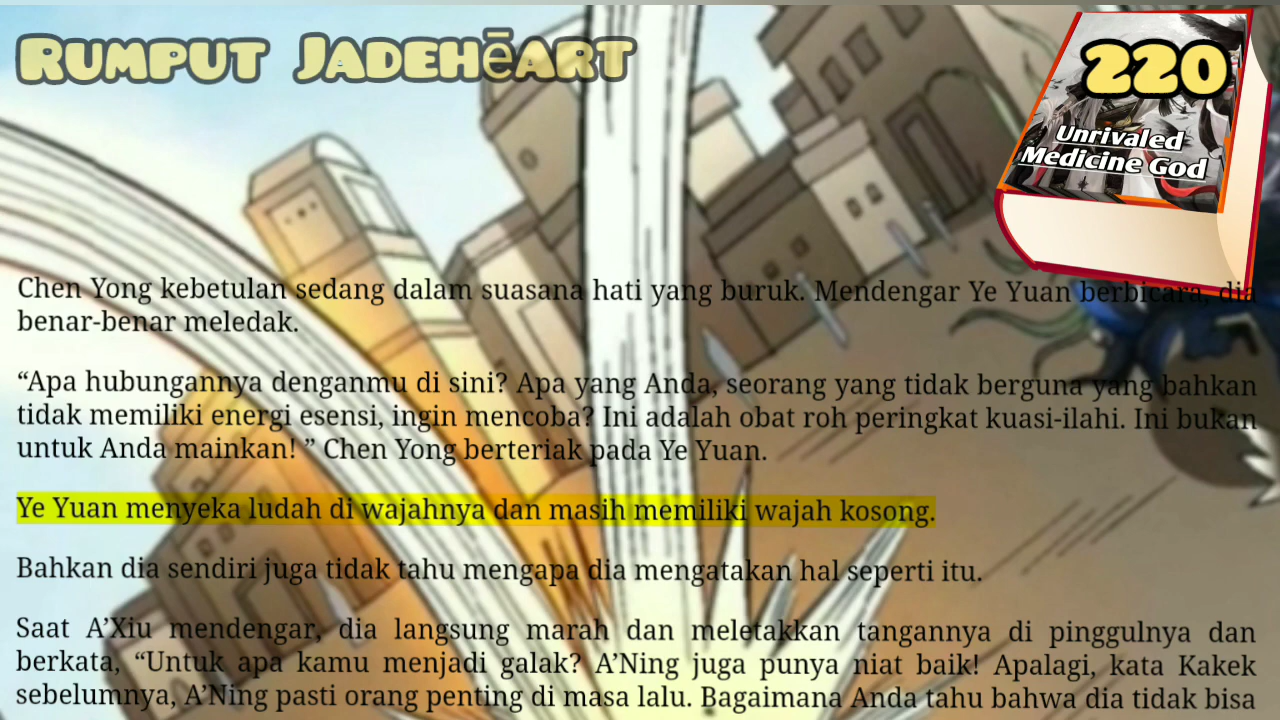 RUMPUT JADEHĒART
220
Unrivaled
Medicine God
Chen Yong kebetulan sedang dalam suasana hati yang buruk. Mendengar Ye Yuan berbicara, dia
benar-benar meledak.
“Apa hubungannya denganmu di sini? Apa yang Anda, seorang yang tidak berguna yang bahkan
tidak memiliki energi esensi, ingin mencoba? Ini adalah obat roh peringkat kuasi-ilahi. Ini bukan
untuk Anda mainkan! ” Chen Yong berteriak pada Ye Yuan.
Ye Yuan menyeka ludah di wajahnya dan masih memiliki wajah kosong.
Bahkan dia sendiri juga tidak tahu mengapa dia mengatakan hal seperti itu.
Saat A’Xiu mendengar, dia langsung marah dan meletakkan tangannya di pinggulnya dan
berkata, “Untuk apa kamu menjadi galak? A’Ning juga punya niat baik! Apalagi, kata Kakek
sebelumnya, A’Ning pasti orang penting di masa lalu. Bagaimana Anda tahu bahwa dia tidak bisa